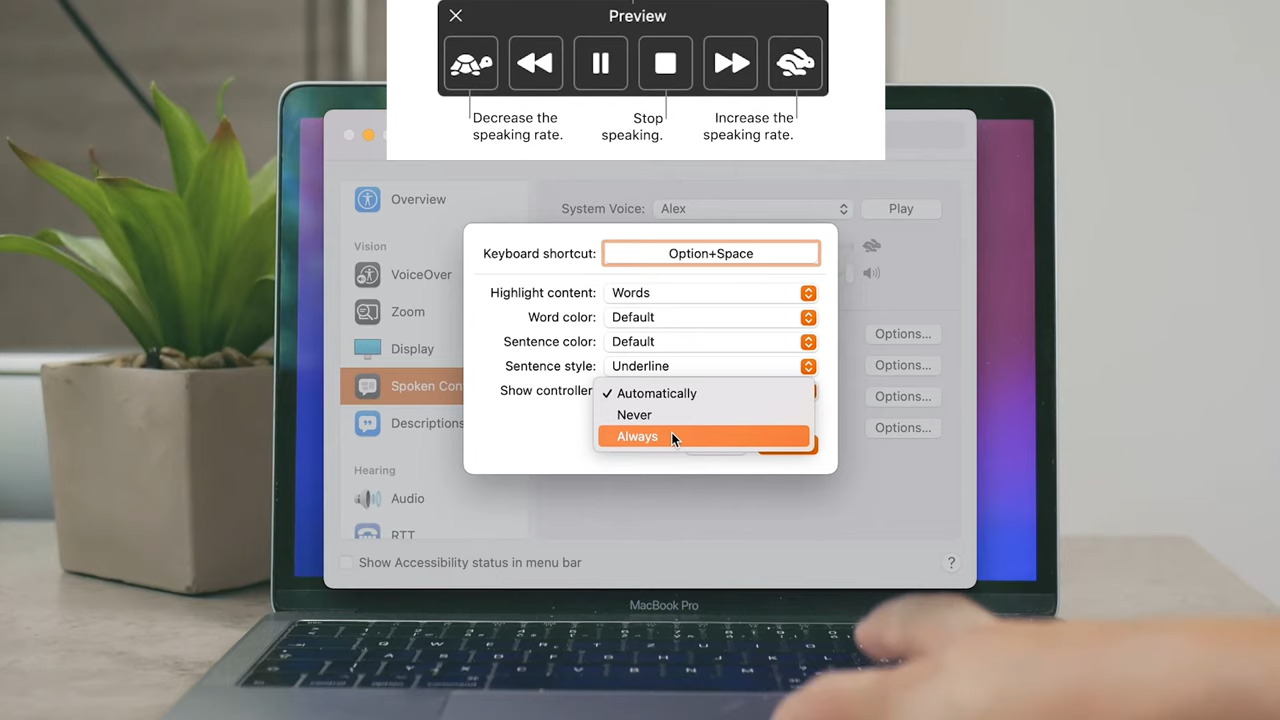 Preview
Decrease the
speaking rate.
Stop
speaking.
Increase the
speaking rate.
Overview
System Voice: Alex Play
Vision
Keyboard shortcut: Option+Space
VoiceOver
Highlight content: Words
Zoom
Word color: Default
Options...
Display
Sentence color: Default
Sentence style: Underline
Options...
Spoken Con
Show controller
Automatically
Options...
Never
Descriptions
Options...
Always
Hearing
Audio
RTT
Show Accessibility status in menu bar ?
MacBook Pro